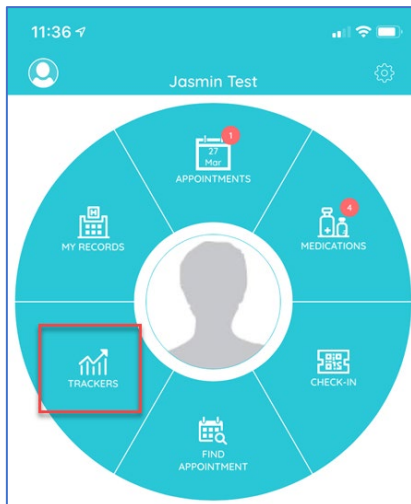 11:36
Jasmin Test
1
27
Mar
APPOINTMENTS
H
MY RECORDS
4
MEDICATIONS
TRACKERS
CHECK-IN
FIND
APPOINTMENT